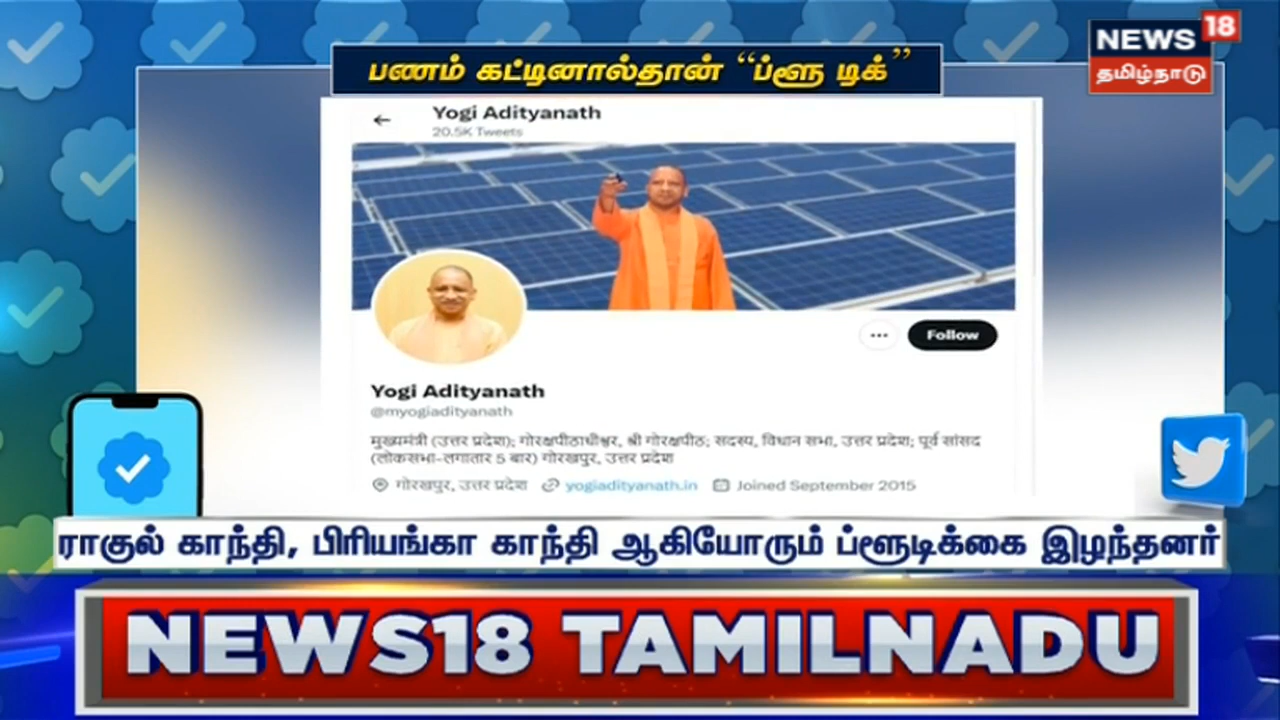 பணம் கட்டினால்தான் “ப்ளூ டிக்”
NEWS 18
தமிழ்நாடு
Yogi Adityanath
20.5K Tweets
Follow
Yogi Adityanath
@myogiadityanath
मुख्यमंत्री (उत्तर प्रदेश); गोरक्षपीठाधीश्वर, श्री गोरक्षपीठ; सदस्य, विधान सभा, उत्तर प्रदेश; पूर्व सांसद
(लोकसभा-लगातार 5 बार) गोरखपुर, उत्तर प्रदेश
गोरखपुर, उत्तर प्रदेश yogiadityanath.in Joined September 2015
ராகுல் காந்தி, பிரியங்கா காந்தி ஆகியோரும் ப்ளூடிக்கை இழந்தனர்
NEWS18 TAMILNADU